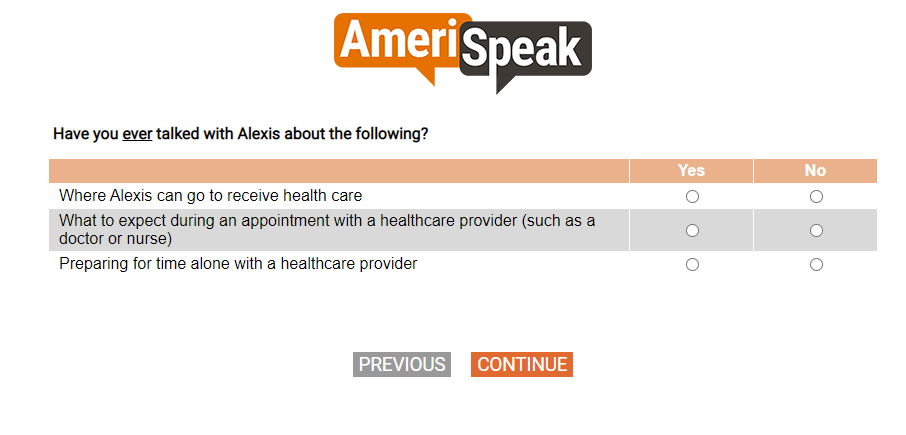 AmeriSpeak
Have you ever talked with Alexis about the following?
Yes No
Where Alexis can go to receive health care
What to expect during an appointment with a healthcare provider (such as a
doctor or nurse)
Preparing for time alone with a healthcare provider
PREVIOUS CONTINUE